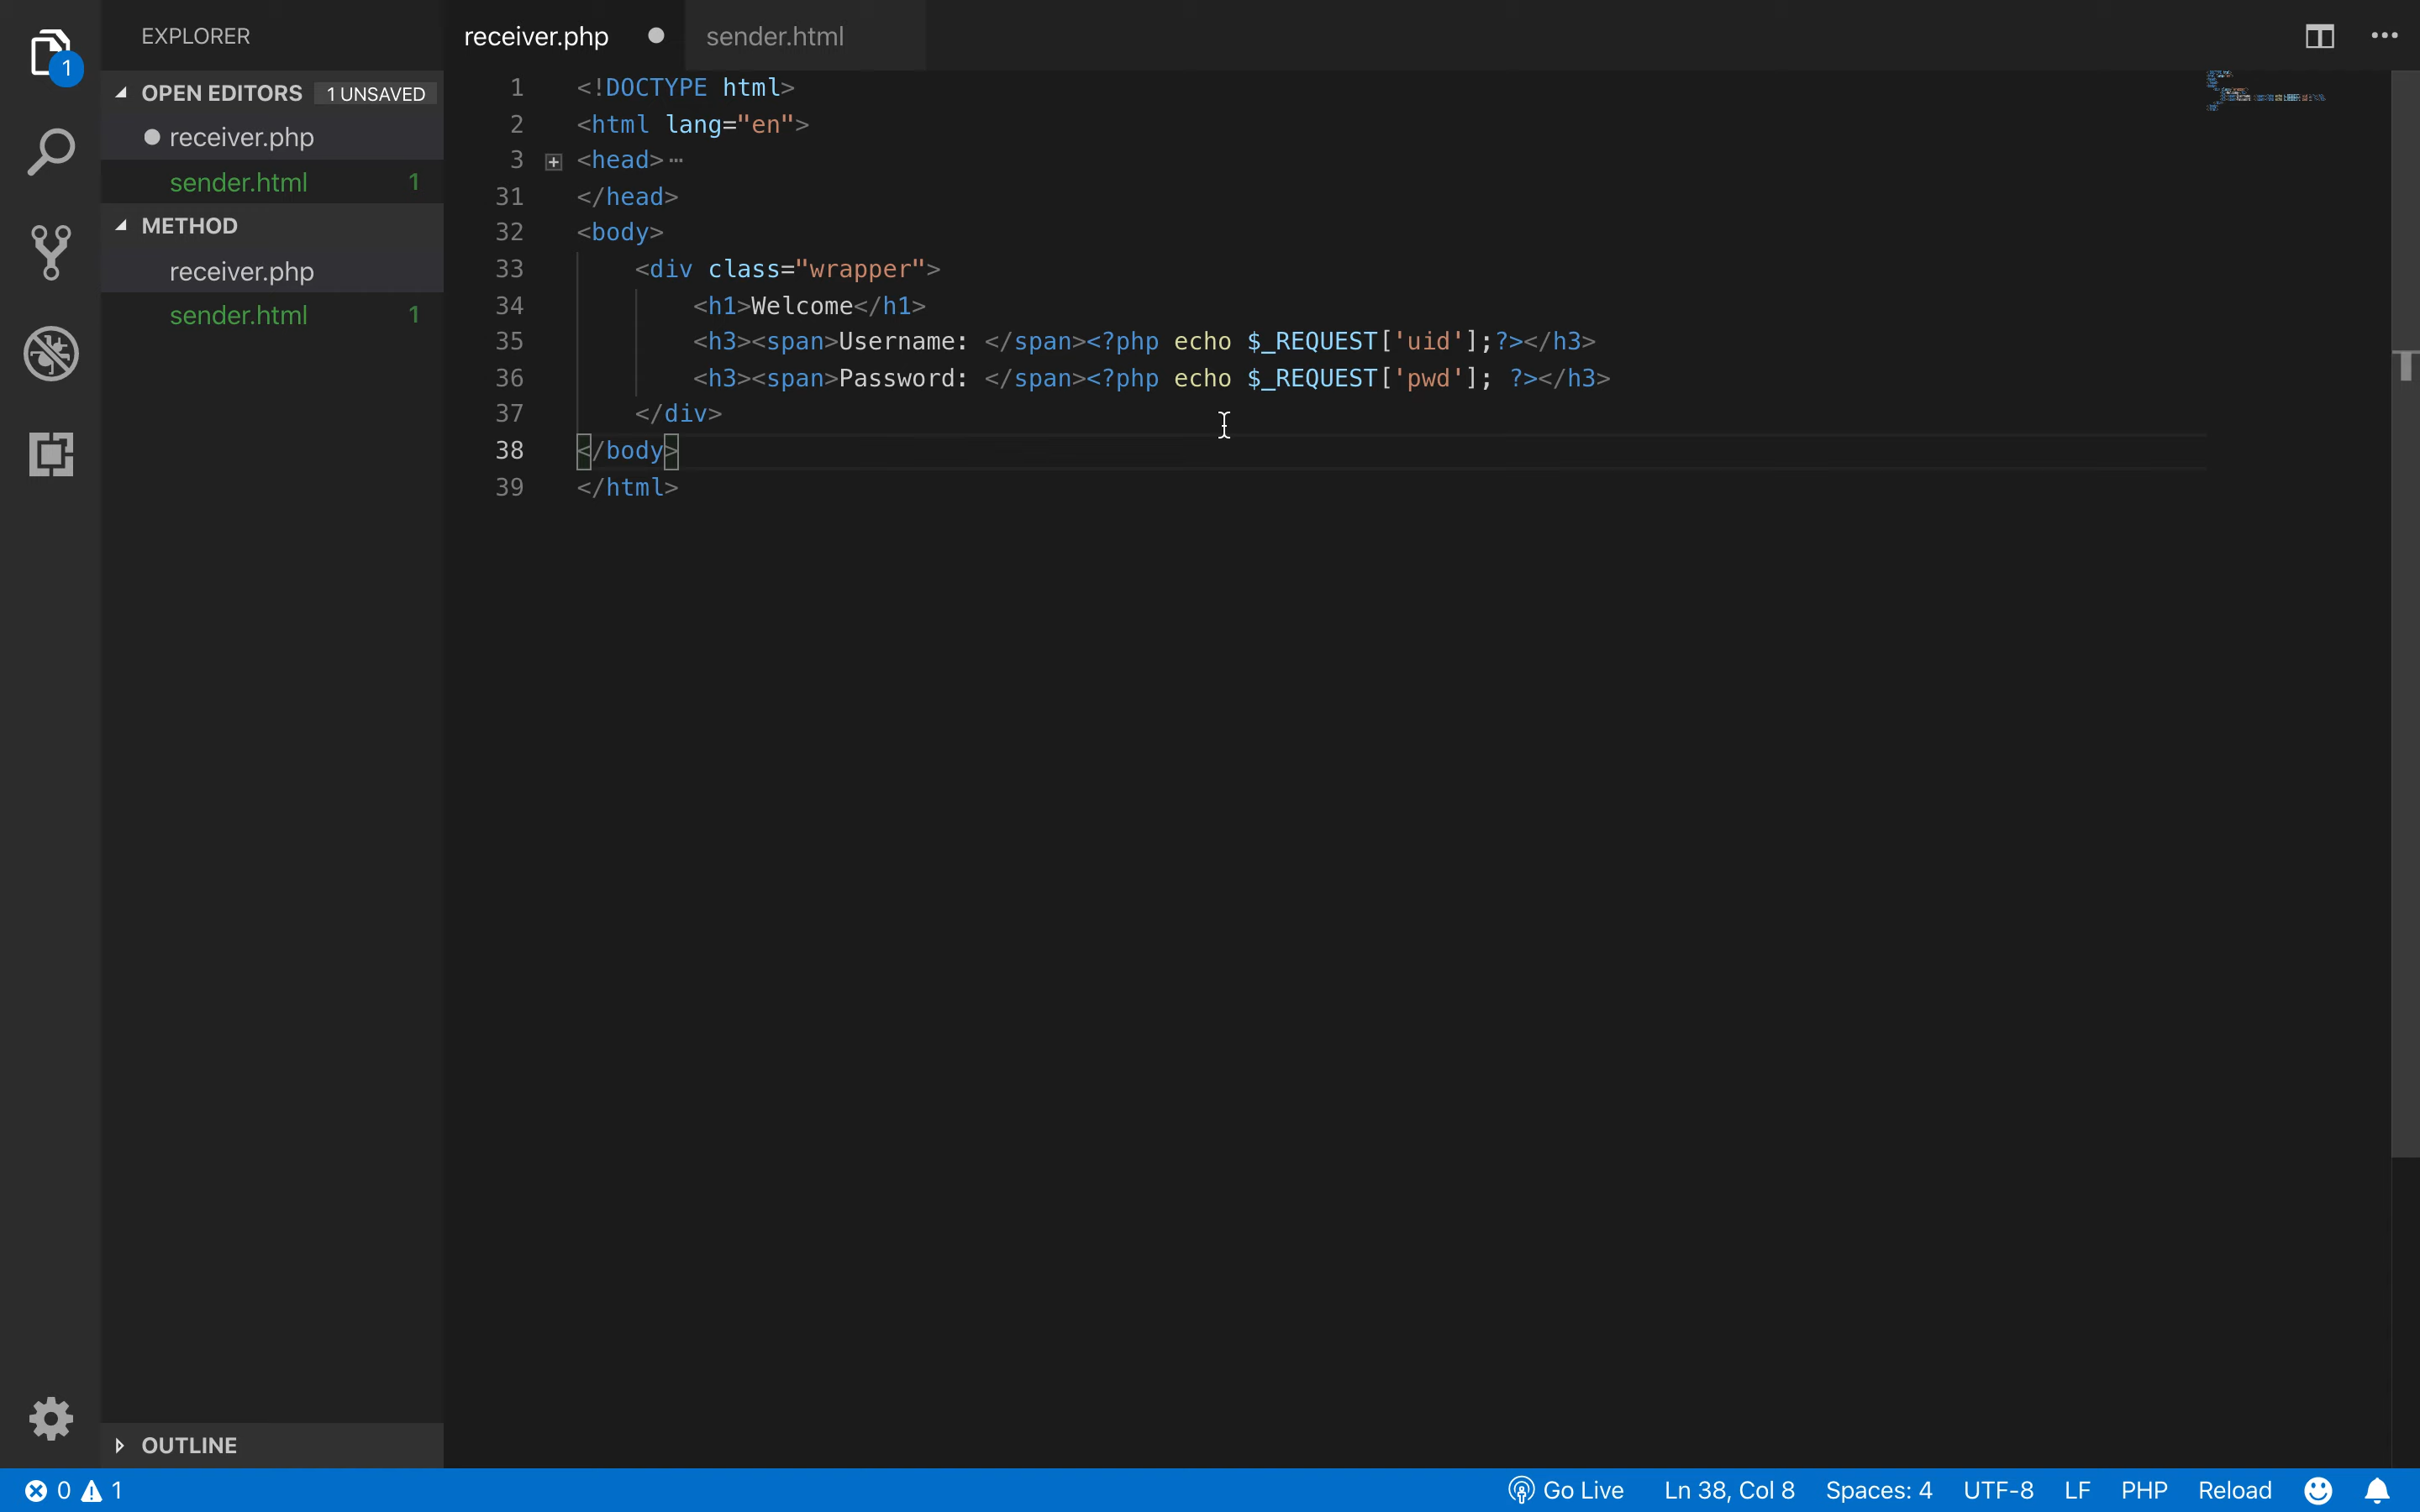 EXPLORER
OPEN EDITORS 1 UNSAVED
receiver.php
sender.html 1
METHOD
receiver.php
sender.html 1
OUTLINE
1
receiver.php
sender.html
1 <!DOCTYPE html>
2 <html lang="en">
3 <head>⋯
31 </head>
32 <body>
33 <div class="wrapper">
34 <h1>Welcome</h1>
35 <h3><span>Username: </span><?php echo $_REQUEST['uid'];?></h3>
36 <h3><span>Password: </span><?php echo $_REQUEST['pwd']; ?></h3>
37 </div>
38 </body>
39 </html>
0 1 Go Live Ln 38, Col 8 Spaces: 4 UTF-8 LF PHP Reload